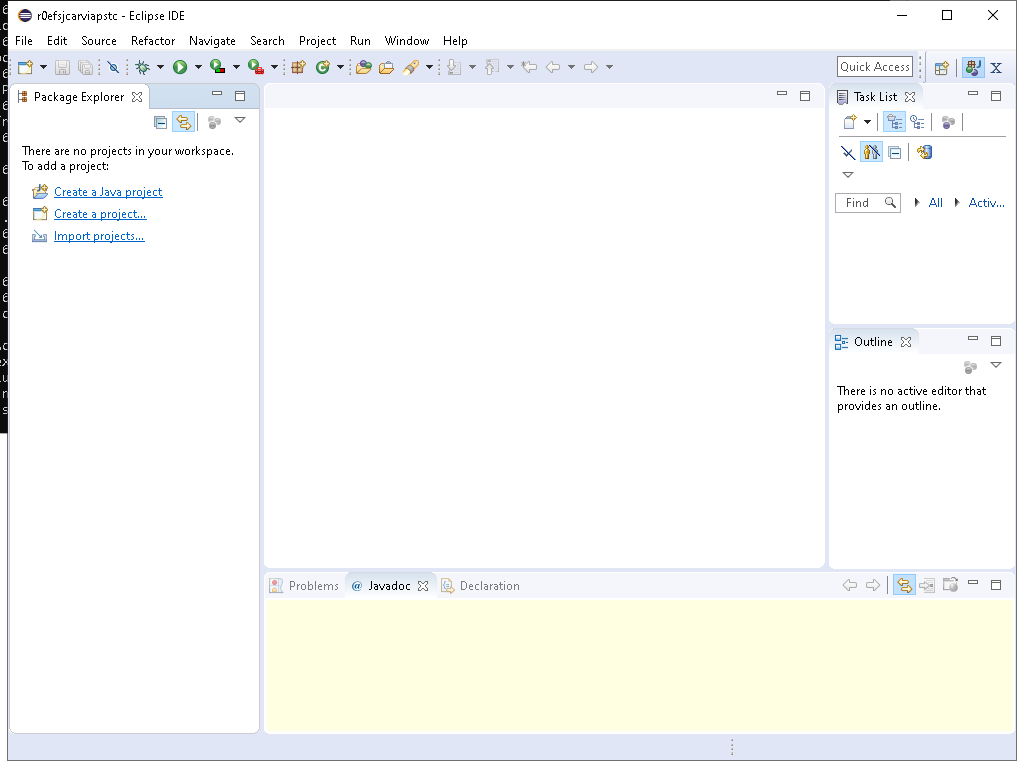 r0efsjcarviapstc - Eclipse IDE
File Edit Source Refactor Navigate Search Project Run Window Help
Quick Access
Package Explorer
Task List
There are no projects in your workspace.
To add a project:
Create a Java project
Create a project...
Import projects...
Find All Activ...
Outline
There is no active editor that
provides an outline.
Problems @ Javadoc Declaration